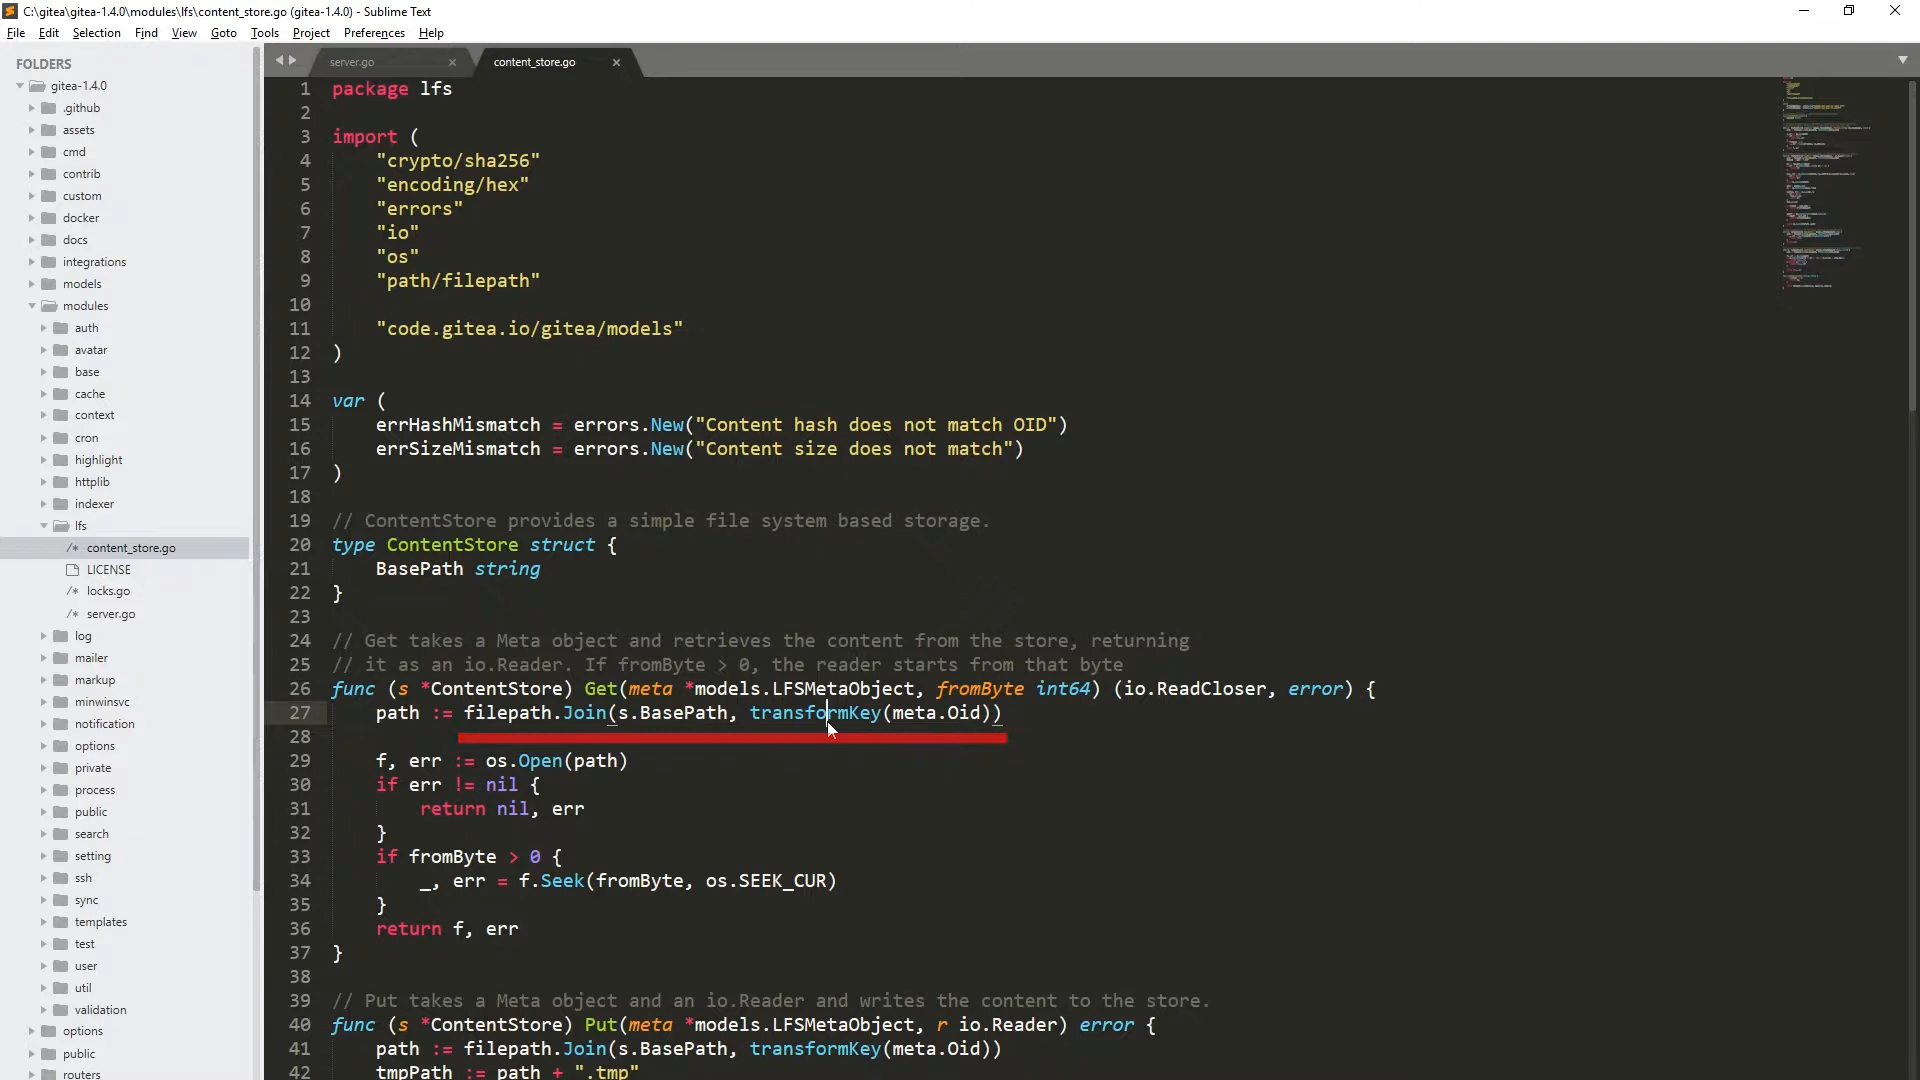 C:\gitea\gitea-1.4.0\modules\lfs\content_store.go (gitea-1.4.0) - Sublime Text
File Edit Selection Find View Goto Tools Project Preferences Help
FOLDERS
gitea-1.4.0
.github
assets
cmd
contrib
custom
docker
docs
integrations
models
modules
auth
avatar
base
cache
context
cron
highlight
httplib
indexer
lfs
/* content_store.go
LICENSE
/* locks.go
/* server.go
log
mailer
markup
minwinsvc
notification
options
private
process
public
search
setting
ssh
sync
templates
test
user
util
validation
options
public
routers
server.go
content_store.go
1 package lfs
2
3 import (
4 "crypto/sha256"
5 "encoding/hex"
6 "errors"
7 "io"
8 "os"
9 "path/filepath"
10
11 "code.gitea.io/gitea/models"
12 )
13
14 var (
15 errHashMismatch = errors.New("Content hash does not match OID")
16 errSizeMismatch = errors.New("Content size does not match")
17 )
18
19 // ContentStore provides a simple file system based storage.
20 type ContentStore struct {
21 BasePath string
22 }
23
24 // Get takes a Meta object and retrieves the content from the store, returning
25 // it as an io.Reader. If fromByte > 0, the reader starts from that byte
26 func (s *ContentStore) Get(meta *models.LFSMetaObject, fromByte int64) (io.ReadCloser, error) {
27 path := filepath.Join(s.BasePath, transformKey(meta.Oid))
28
29 f, err := os.Open(path)
30 if err != nil {
31 return nil, err
32 }
33 if fromByte > 0 {
34 _, err = f.Seek(fromByte, os.SEEK_CUR)
35 }
36 return f, err
37 }
38
39 // Put takes a Meta object and an io.Reader and writes the content to the store.
40 func (s *ContentStore) Put(meta *models.LFSMetaObject, r io.Reader) error {
41 path := filepath.Join(s.BasePath, transformKey(meta.Oid))
42 tmpPath := path + ".tmp"